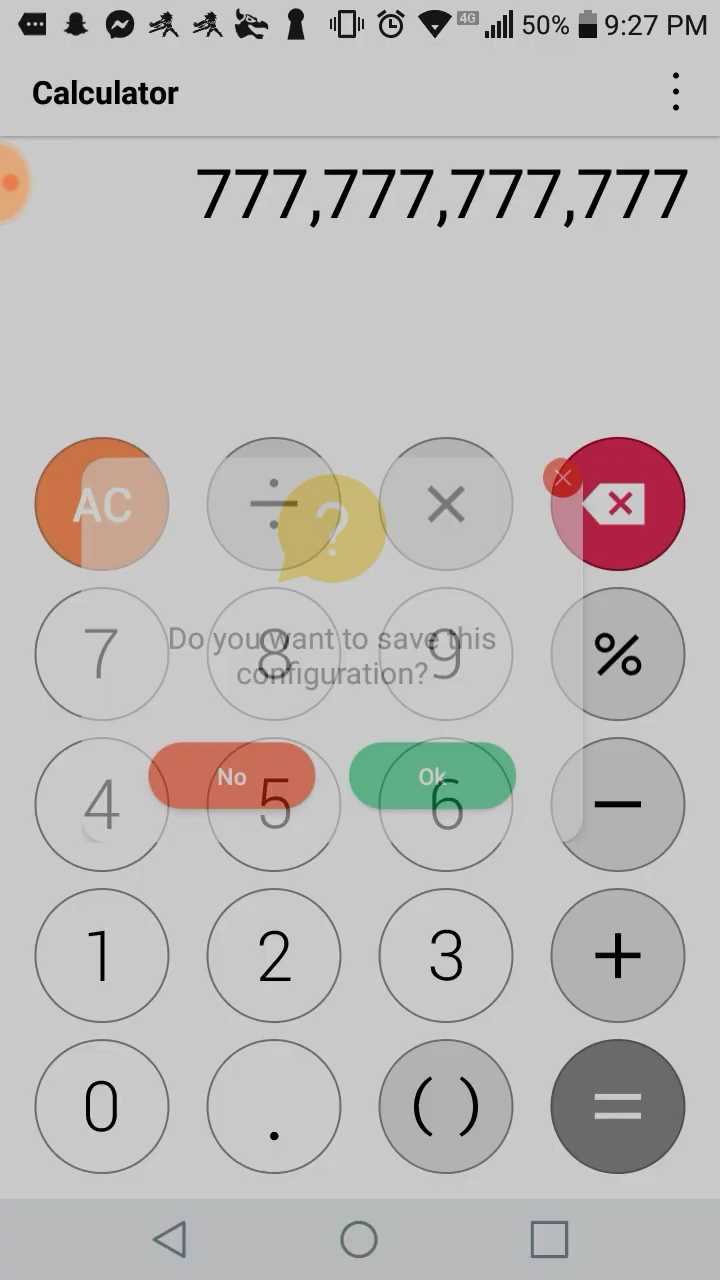 4G 50% 9:27 PM
Calculator
777,777,777,777
AC ÷ × ×
?
7 8 9 %
Do you want to save this
configuration?
No Ok
4 5 6 −
1 2 3 +
0 . ( ) =